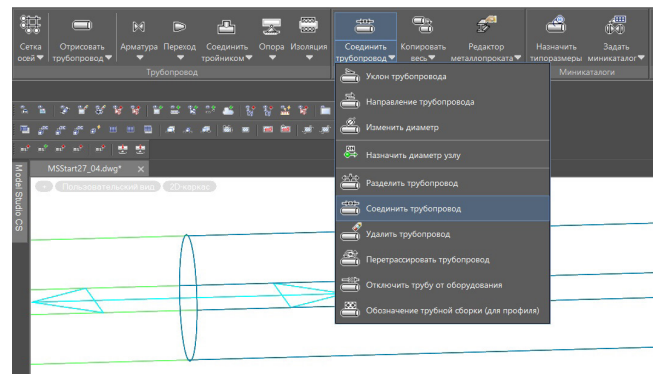 Сетка осей
Отрисовать трубопровод
Арматура
Переход
Соединить тройником
Опора
Изоляция
Соединить трубопровод
Копировать весь
Редактор металлопроката
Назначить типоразмеры
Задать миникаталог
Трубопровод
Миникаталоги
Уклон трубопровода
Направление трубопровода
Изменить диаметр
Назначить диаметр узлу
Разделить трубопровод
Соединить трубопровод
Удалить трубопровод
Перетрассировать трубопровод
Отключить трубу от оборудования
Обозначение трубной сборки (для профиля)
MSStart27_04.dwg*
Model Studio CS
Пользовательский вид
2D-каркас